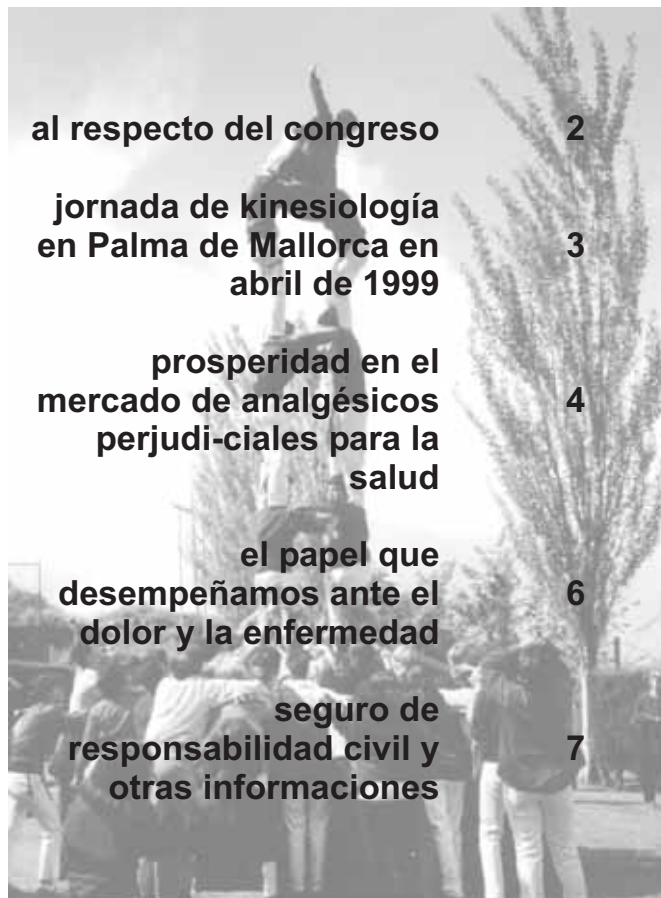 al respecto del congreso 2
jornada de kinesiología
en Palma de Mallorca en 3
abril de 1999
prosperidad en el
mercado de analgésicos 4
perjudi-ciales para la
salud
el papel que
desempeñamos ante el 6
dolor y la enfermedad
seguro de
responsabilidad civil y 7
otras informaciones